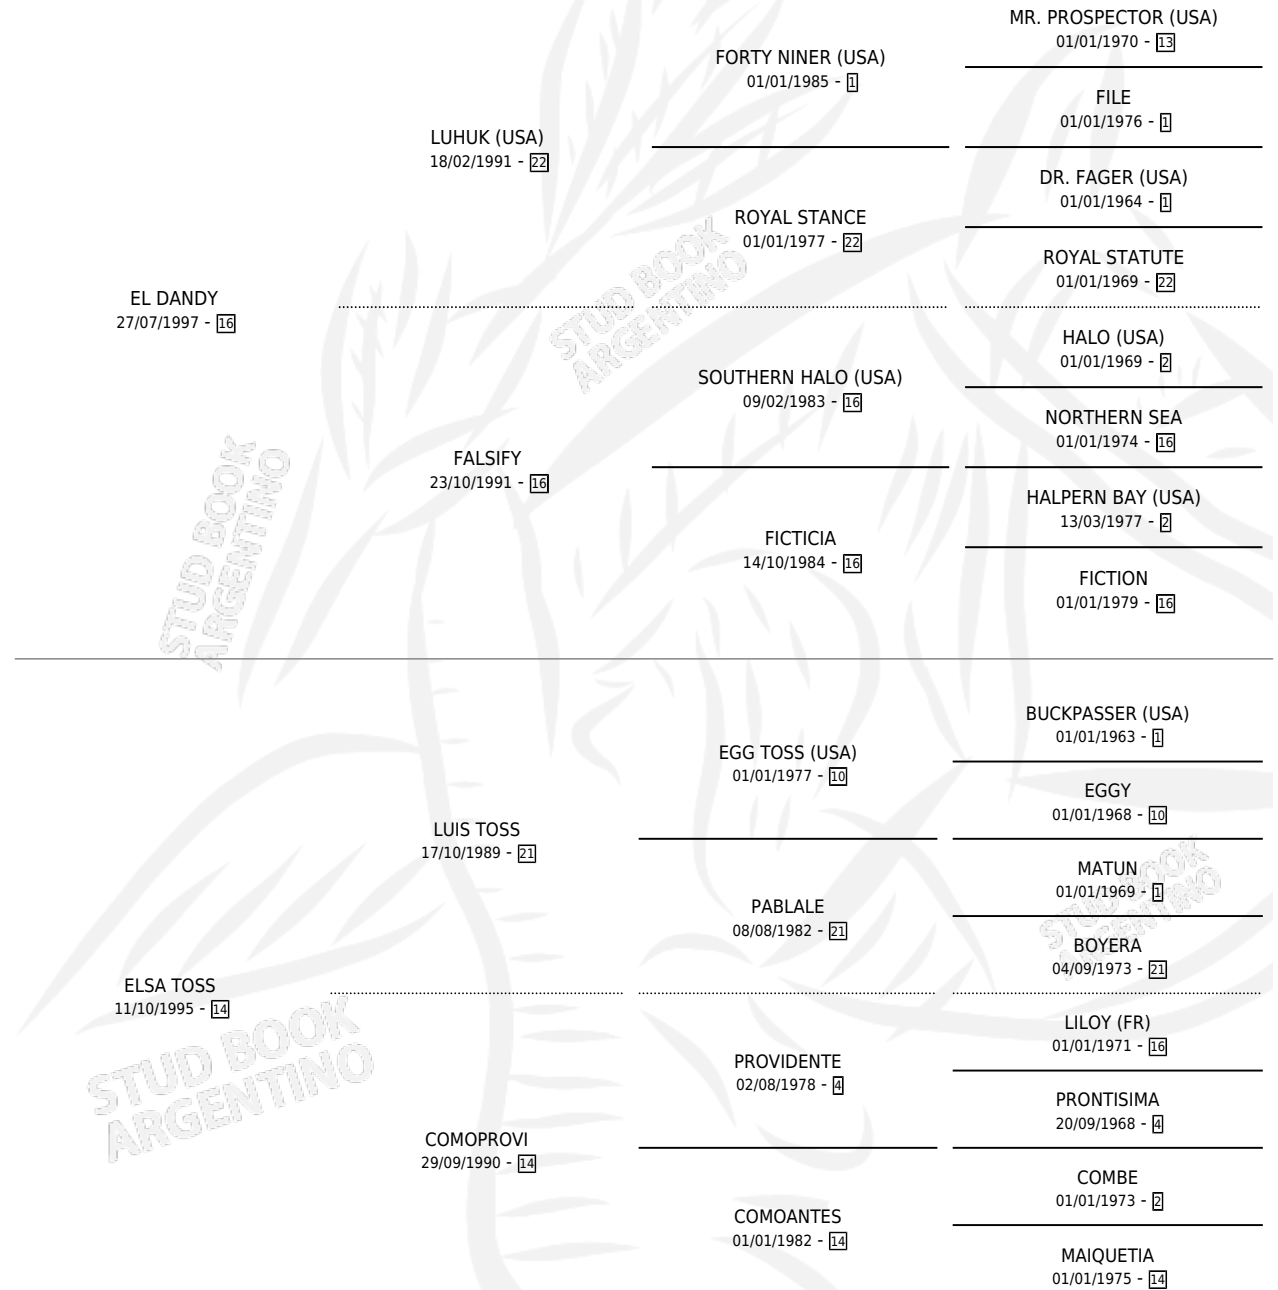 MR. PROSPECTOR (USA)
01/01/1970 - 13
FORTY NINER (USA)
01/01/1985 - 1
FILE
01/01/1976 - 1
LUHUK (USA)
18/02/1991 - 22
DR. FAGER (USA)
01/01/1964 - 1
ROYAL STANCE
01/01/1977 - 22
ROYAL STATUTE
01/01/1969 - 22
EL DANDY
27/07/1997 - 16
STUD BOOK
ARGENTINO
HALO (USA)
01/01/1969 - 2
SOUTHERN HALO (USA)
09/02/1983 - 16
NORTHERN SEA
01/01/1974 - 16
FALSIFY
23/10/1991 - 16
HALPERN BAY (USA)
13/03/1977 - 2
FICTICIA
14/10/1984 - 16
FICTION
01/01/1979 - 16
STUD BOOK
ARGENTINO
BUCKPASSER (USA)
01/01/1963 - 1
EGG TOSS (USA)
01/01/1977 - 10
EGGY
01/01/1968 - 10
LUIS TOSS
17/10/1989 - 21
MATUN
01/01/1969 - 1
PABLALE
08/08/1982 - 21
BOYERA
04/09/1973 - 21
STUD BOOK
ARGENTINO
ELSA TOSS
11/10/1995 - 14
LILOY (FR)
01/01/1971 - 16
PROVIDENTE
02/08/1978 - 4
PRONTISIMA
20/09/1968 - 4
STUD BOOK
ARGENTINO
COMOPROVI
29/09/1990 - 14
COMBE
01/01/1973 - 2
COMOANTES
01/01/1982 - 14
MAIQUETIA
01/01/1975 - 14